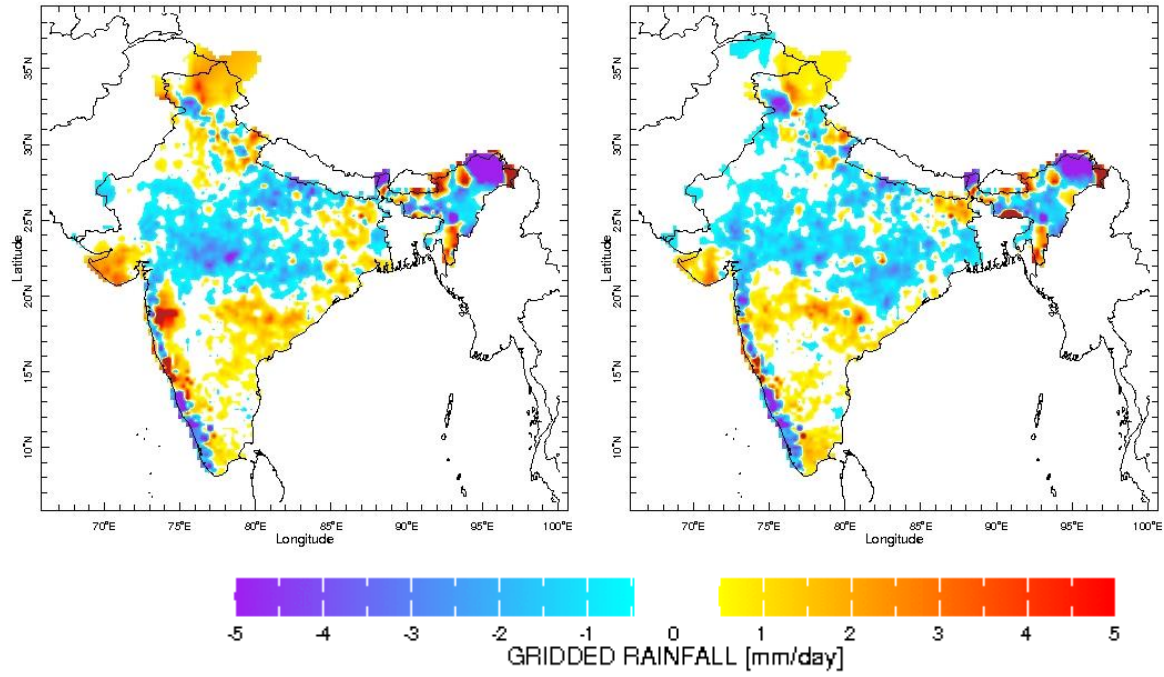 35°N
30°N
25°N
20°N
15°N
10°N
Latitude
70°E 75°E 80°E 85°E 90°E 95°E 100°E
Longitude
35°N
30°N
25°N
20°N
15°N
10°N
Latitude
70°E 75°E 80°E 85°E 90°E 95°E 100°E
Longitude
-5 -4 -3 -2 -1 0 1 2 3 4 5
GRIDDED RAINFALL [mm/day]